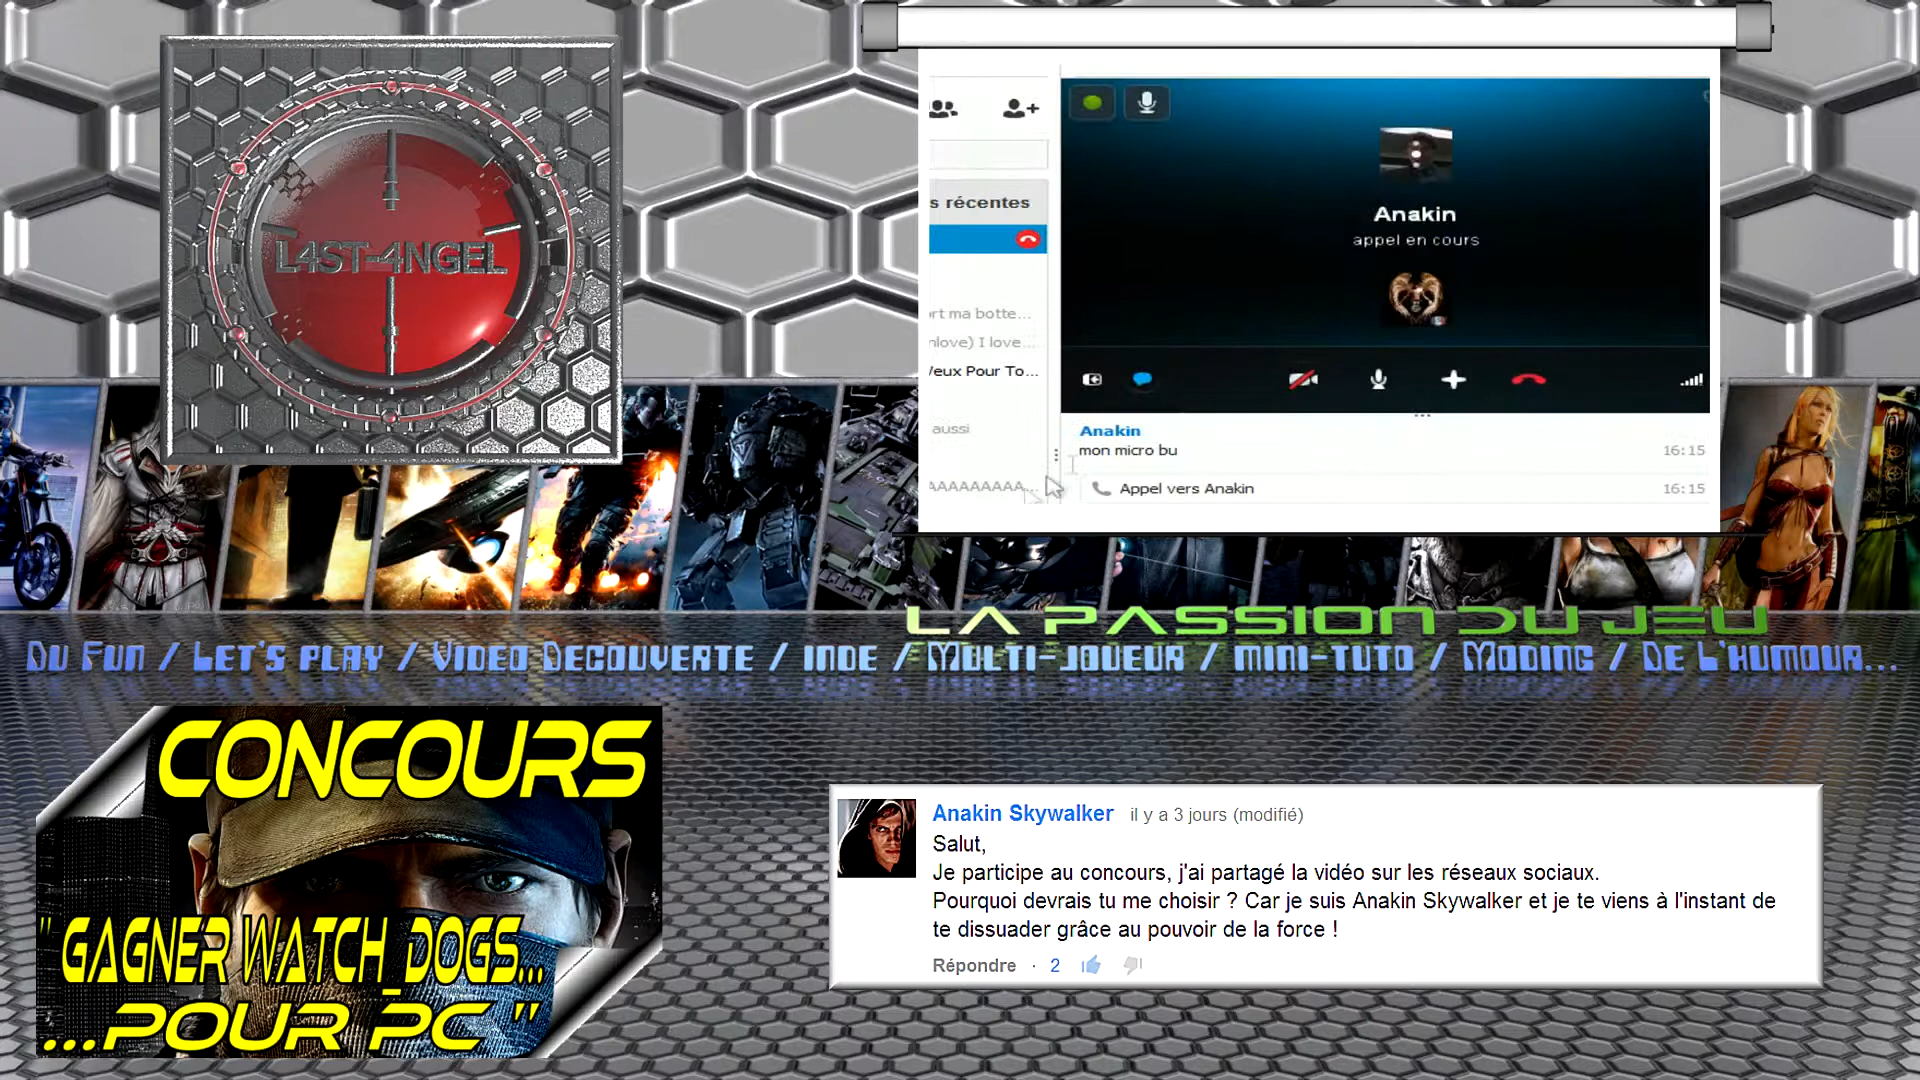 L4ST-4NGEL
s récentes
rt ma botte...
nlove) I love...
Veux Pour To...
aussi
AAAAAAAAA...
Anakin
appel en cours
Anakin
mon micro bu
16:15
Appel vers Anakin
16:15
LA PASSION DU JEU
Du Fun / Let's play / Video Decouverte / inde / Multi-joueur / mini-tuto / Moding / De L'humour...
CONCOURS
" GAGNER WATCH_DOGS...
...POUR PC "
Anakin Skywalker il y a 3 jours (modifié)
Salut,
Je participe au concours, j'ai partagé la vidéo sur les réseaux sociaux.
Pourquoi devrais tu me choisir ? Car je suis Anakin Skywalker et je te viens à l'instant de
te dissuader grâce au pouvoir de la force !
Répondre · 2